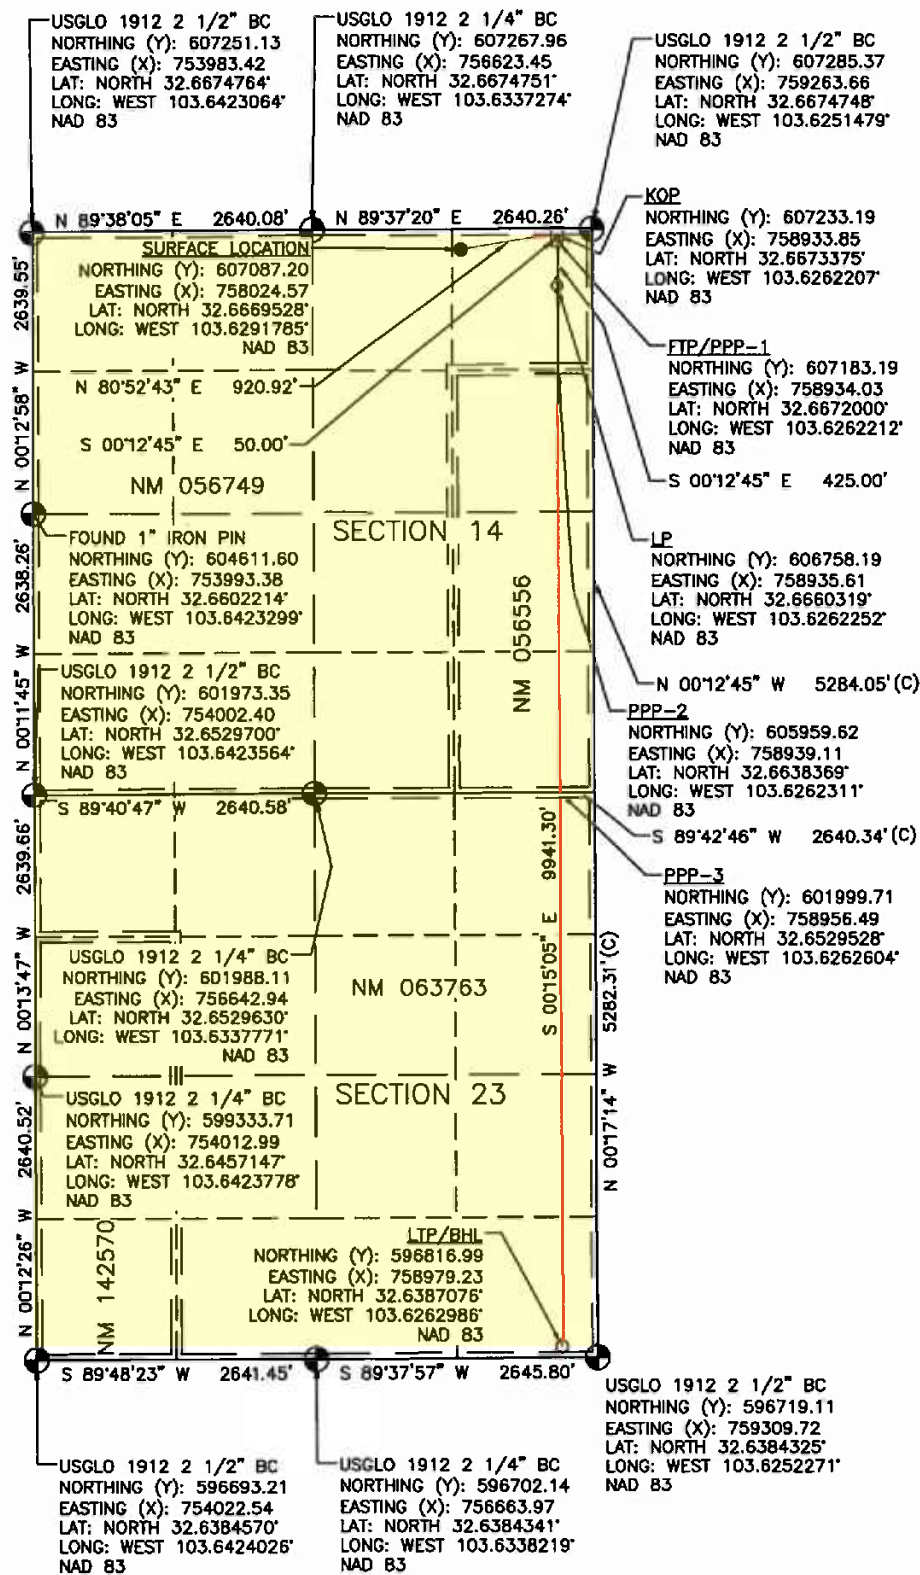 USGLO 1912 2 1/2" BC
NORTHING (Y): 607251.13
EASTING (X): 753983.42
LAT: NORTH 32.6674764°
LONG: WEST 103.6423064°
NAD 83
USGLO 1912 2 1/4" BC
NORTHING (Y): 607267.96
EASTING (X): 756623.45
LAT: NORTH 32.6674751°
LONG: WEST 103.6337274°
NAD 83
USGLO 1912 2 1/2" BC
NORTHING (Y): 607285.37
EASTING (X): 759263.66
LAT: NORTH 32.6674748°
LONG: WEST 103.6251479°
NAD 83
N 89°38'05" E 2640.08'
N 89°37'20" E 2640.26'
KOP
NORTHING (Y): 607233.19
EASTING (X): 758933.85
LAT: NORTH 32.6673375°
LONG: WEST 103.6262207°
NAD 83
SURFACE LOCATION
NORTHING (Y): 607087.20
EASTING (X): 758024.57
LAT: NORTH 32.6669528°
LONG: WEST 103.6291785°
NAD 83
N 00°12'58" W 2639.55'
FTP/PPP-1
NORTHING (Y): 607183.19
EASTING (X): 758934.03
LAT: NORTH 32.6672000°
LONG: WEST 103.6262212°
NAD 83
N 80°52'43" E 920.92'
S 00°12'45" E 50.00'
S 00°12'45" E 425.00'
NM 056749
SECTION 14
LP
NORTHING (Y): 606758.19
EASTING (X): 758935.61
LAT: NORTH 32.6660319°
LONG: WEST 103.6262252°
NAD 83
FOUND 1" IRON PIN
NORTHING (Y): 604611.60
EASTING (X): 753993.38
LAT: NORTH 32.6602214°
LONG: WEST 103.6423299°
NAD 83
NM 056556
N 00°11'45" W 2638.26'
N 00°12'45" W 5284.05'(C)
USGLO 1912 2 1/2" BC
NORTHING (Y): 601973.35
EASTING (X): 754002.40
LAT: NORTH 32.6529700°
LONG: WEST 103.6423564°
NAD 83
PPP-2
NORTHING (Y): 605959.62
EASTING (X): 758939.11
LAT: NORTH 32.6638369°
LONG: WEST 103.6262311°
NAD 83
S 89°40'47" W 2640.58'
S 89°42'46" W 2640.34'(C)
PPP-3
NORTHING (Y): 601999.71
EASTING (X): 758956.49
LAT: NORTH 32.6529528°
LONG: WEST 103.6262604°
NAD 83
N 00°13'47" W 2639.66'
S 00°15'05" E 9941.30'
USGLO 1912 2 1/4" BC
NORTHING (Y): 601988.11
EASTING (X): 756642.94
LAT: NORTH 32.6529630°
LONG: WEST 103.6337771°
NAD 83
NM 063763
N 00°17'14" W 5282.31'(C)
SECTION 23
USGLO 1912 2 1/4" BC
NORTHING (Y): 599333.71
EASTING (X): 754012.99
LAT: NORTH 32.6457147°
LONG: WEST 103.6423778°
NAD 83
N 00°12'26" W 2640.52'
NM 142570
LTP/BHL
NORTHING (Y): 596816.99
EASTING (X): 758979.23
LAT: NORTH 32.6387076°
LONG: WEST 103.6262986°
NAD 83
S 89°48'23" W 2641.45'
S 89°37'57" W 2645.80'
USGLO 1912 2 1/2" BC
NORTHING (Y): 596719.11
EASTING (X): 759309.72
LAT: NORTH 32.6384325°
LONG: WEST 103.6252271°
NAD 83
USGLO 1912 2 1/2" BC
NORTHING (Y): 596693.21
EASTING (X): 754022.54
LAT: NORTH 32.6384570°
LONG: WEST 103.6424026°
NAD 83
USGLO 1912 2 1/4" BC
NORTHING (Y): 596702.14
EASTING (X): 756663.97
LAT: NORTH 32.6384341°
LONG: WEST 103.6338219°
NAD 83